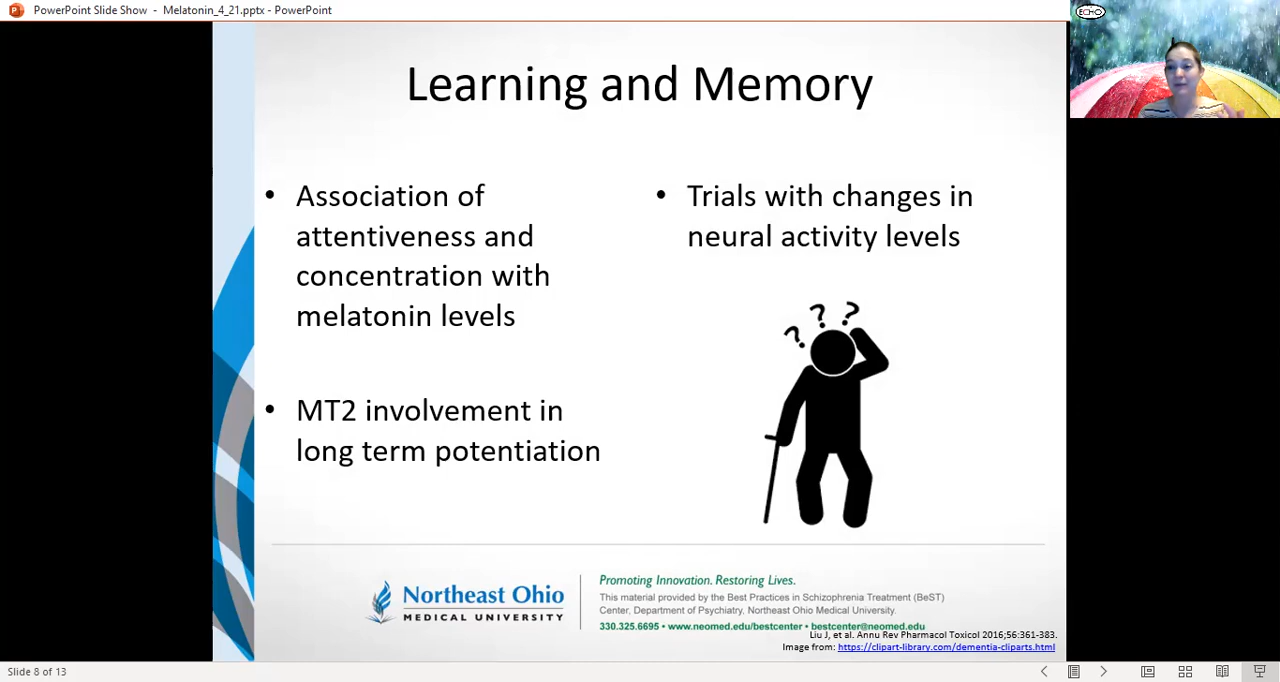 PowerPoint Slide Show - Melatonin_4_21.pptx - PowerPoint
ECHO
Learning and Memory
• Association of
attentiveness and
concentration with
melatonin levels
• MT2 involvement in
long term potentiation
• Trials with changes in
neural activity levels
? ? ?
Northeast Ohio
MEDICAL UNIVERSITY
Promoting Innovation. Restoring Lives.
This material provided by the Best Practices in Schizophrenia Treatment (BeST)
Center, Department of Psychiatry, Northeast Ohio Medical University.
330.325.6695 • www.neomed.edu/bestcenter • bestcenter@neomed.edu
Liu J, et al. Annu Rev Pharmacol Toxicol 2016;56:361-383.
Image from: https://clipart-library.com/dementia-cliparts.html
Slide 8 of 13